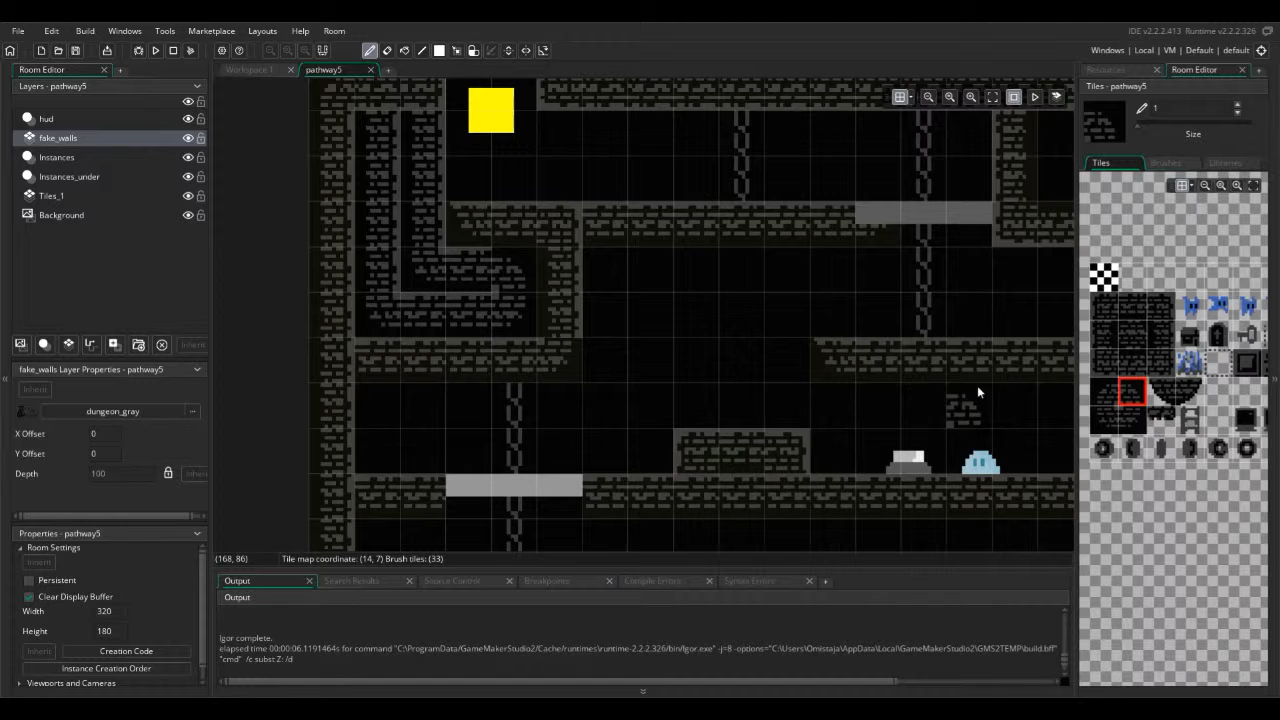 File Edit Build Windows Tools Marketplace Layouts Help Room
IDE v2.2.2.413 Runtime v2.2.2.326
Windows | Local | VM | Default | default
Room Editor
Workspace 1
pathway5
Resources
Room Editor
Layers - pathway5
hud
fake_walls
Instances
Instances_under
Tiles_1
Background
Inherit
fake_walls Layer Properties - pathway5
Inherit
dungeon_gray
...
X Offset 0
Y Offset 0
Depth 100
Inherit
Properties - pathway5
Room Settings
Inherit
Persistent
Clear Display Buffer
Width 320
Height 180
Inherit
Creation Code
Instance Creation Order
Viewports and Cameras
(168, 86) Tile map coordinate: (14, 7) Brush tiles: (33)
Output
Search Results
Source Control
Breakpoints
Compile Errors
Syntax Errors
Output
Igor complete.
elapsed time 00:00:06.1191464s for command "C:\ProgramData/GameMakerStudio2/Cache/runtimes\runtime-2.2.2.326/bin/Igor.exe" -j=8 -options="C:\Users\Omistaja\AppData\Local\GameMakerStudio2\GMS2TEMP\build.bff"
"cmd" /c subst Z: /d
Tiles - pathway5
1
Size
Tiles
Brushes
Libraries